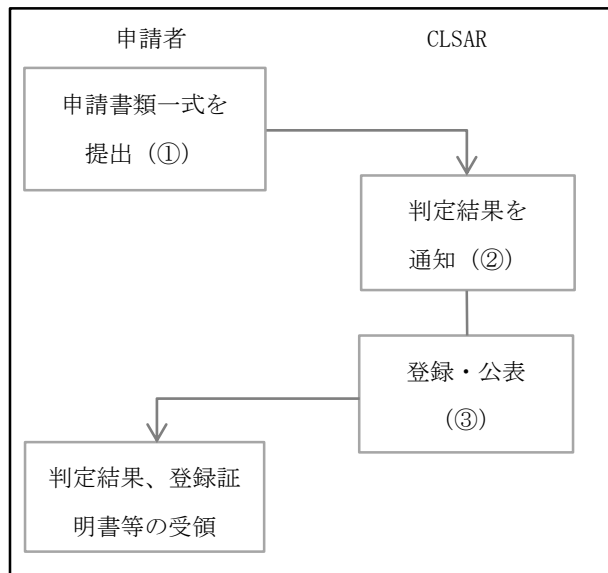 申請者
CLSAR
申請書類一式を
提出（①）
判定結果を
通知（②）
登録・公表
（③）
判定結果、登録証
明書等の受領